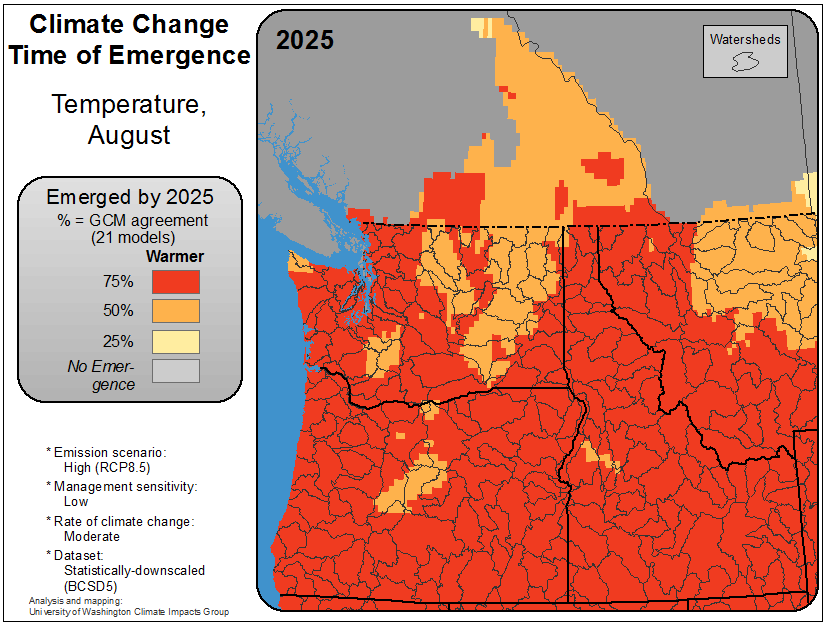 Climate Change
Time of Emergence
Temperature,
August
Emerged by 2025
% = GCM agreement
(21 models)
Warmer
75%
50%
25%
No Emer-
gence
* Emission scenario:
High (RCP8.5)
* Management sensitivity:
Low
* Rate of climate change:
Moderate
* Dataset:
Statistically-downscaled
(BCSD5)
Analysis and mapping:
University of Washington Climate Impacts Group
2025
Watersheds